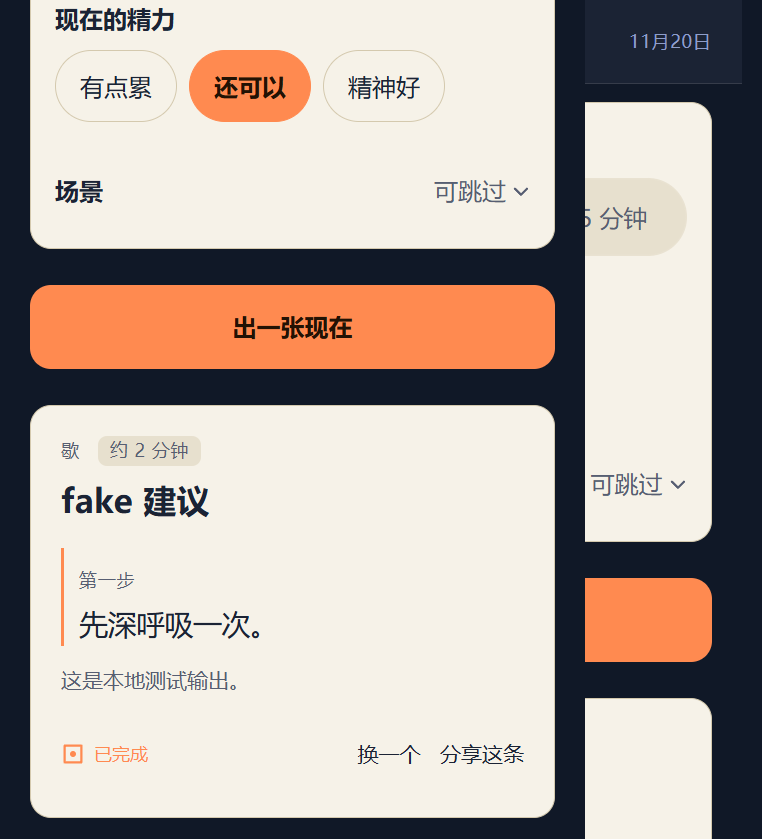 现在的精力
有点累 还可以 精神好
场景 可跳过
出一张现在
歇 约 2 分钟
fake 建议
第一步
先深呼吸一次。
这是本地测试输出。
已完成 换一个 分享这条
11月20日
分钟
可跳过